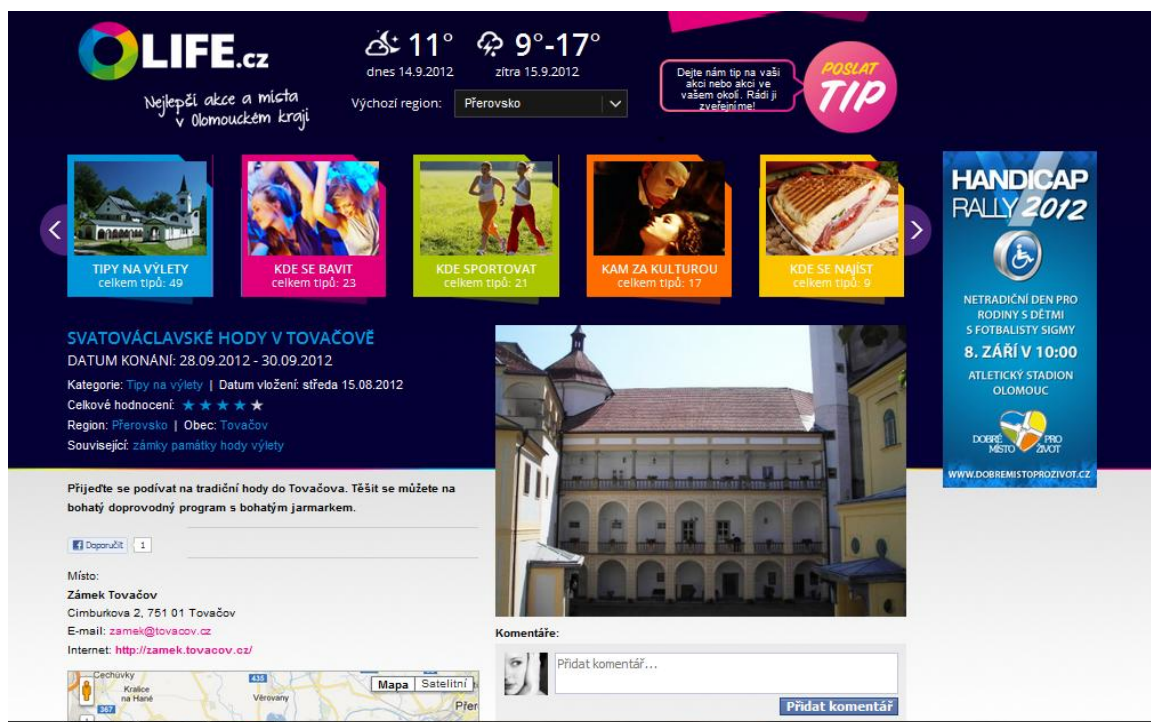 OLIFE.cz
Nejlepší akce a místa
v Olomouckém kraji
11°
dnes 14.9.2012
9°-17°
zítra 15.9.2012
Výchozí region:
Přerovsko
Dejte nám tip na vaši
akci nebo akci ve
vašem okolí. Rádi ji
zveřejníme!
POSLAT
TIP
TIPY NA VÝLETY
celkem tipů: 49
KDE SE BAVIT
celkem tipů: 23
KDE SPORTOVAT
celkem tipů: 21
KAM ZA KULTUROU
celkem tipů: 17
KDE SE NAJÍST
celkem tipů: 9
HANDICAP
RALLY 2012
NETRADIČNÍ DEN PRO
RODINY S DĚTMI
S FOTBALISTY SIGMY
8. ZÁŘÍ V 10:00
ATLETICKÝ STADION
OLOMOUC
DOBRÉ PRO
MÍSTO ŽIVOT
WWW.DOBREMISTOPROZIVOT.CZ
SVATOVÁCLAVSKÉ HODY V TOVAČOVĚ
DATUM KONÁNÍ: 28.09.2012 - 30.09.2012
Kategorie: Tipy na výlety | Datum vložení: středa 15.08.2012
Celkové hodnocení:
Region: Přerovsko | Obec: Tovačov
Související: zámky památky hody výlety
Přijeďte se podívat na tradiční hody do Tovačova. Těšit se můžete na
bohatý doprovodný program s bohatým jarmarkem.
Doporučit 1
Místo:
Zámek Tovačov
Cimburkova 2, 751 01 Tovačov
E-mail: zamek@tovacov.cz
Internet: http://zamek.tovacov.cz/
Čechůvky
Kralice
na Hané
367
435
Věrovany
Mapa
Satelitní
Přer
Komentáře:
Přidat komentář...
Přidat komentář